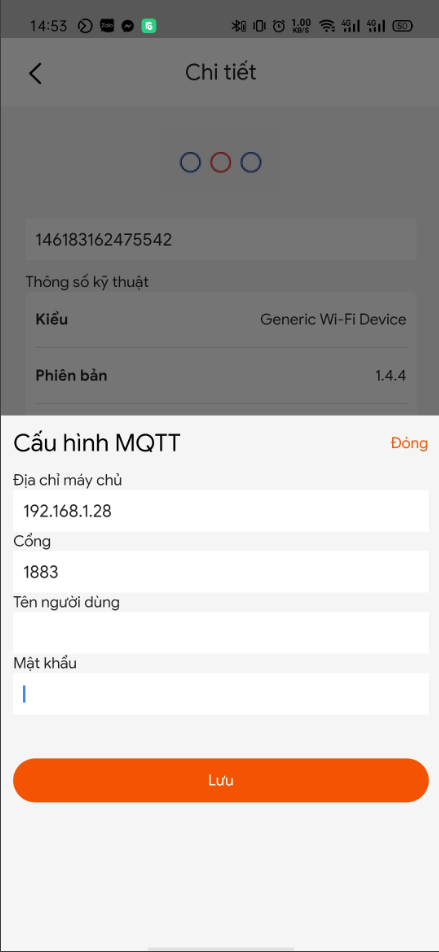 14:53 Zalo 1.00 KB/S 4G 4G 50
Chi tiết
146183162475542
Thông số kỹ thuật
Kiểu Generic Wi-Fi Device
Phiên bản 1.4.4
Cấu hình MQTT Đóng
Địa chỉ máy chủ
192.168.1.28
Cổng
1883
Tên người dùng
Mật khẩu
Lưu